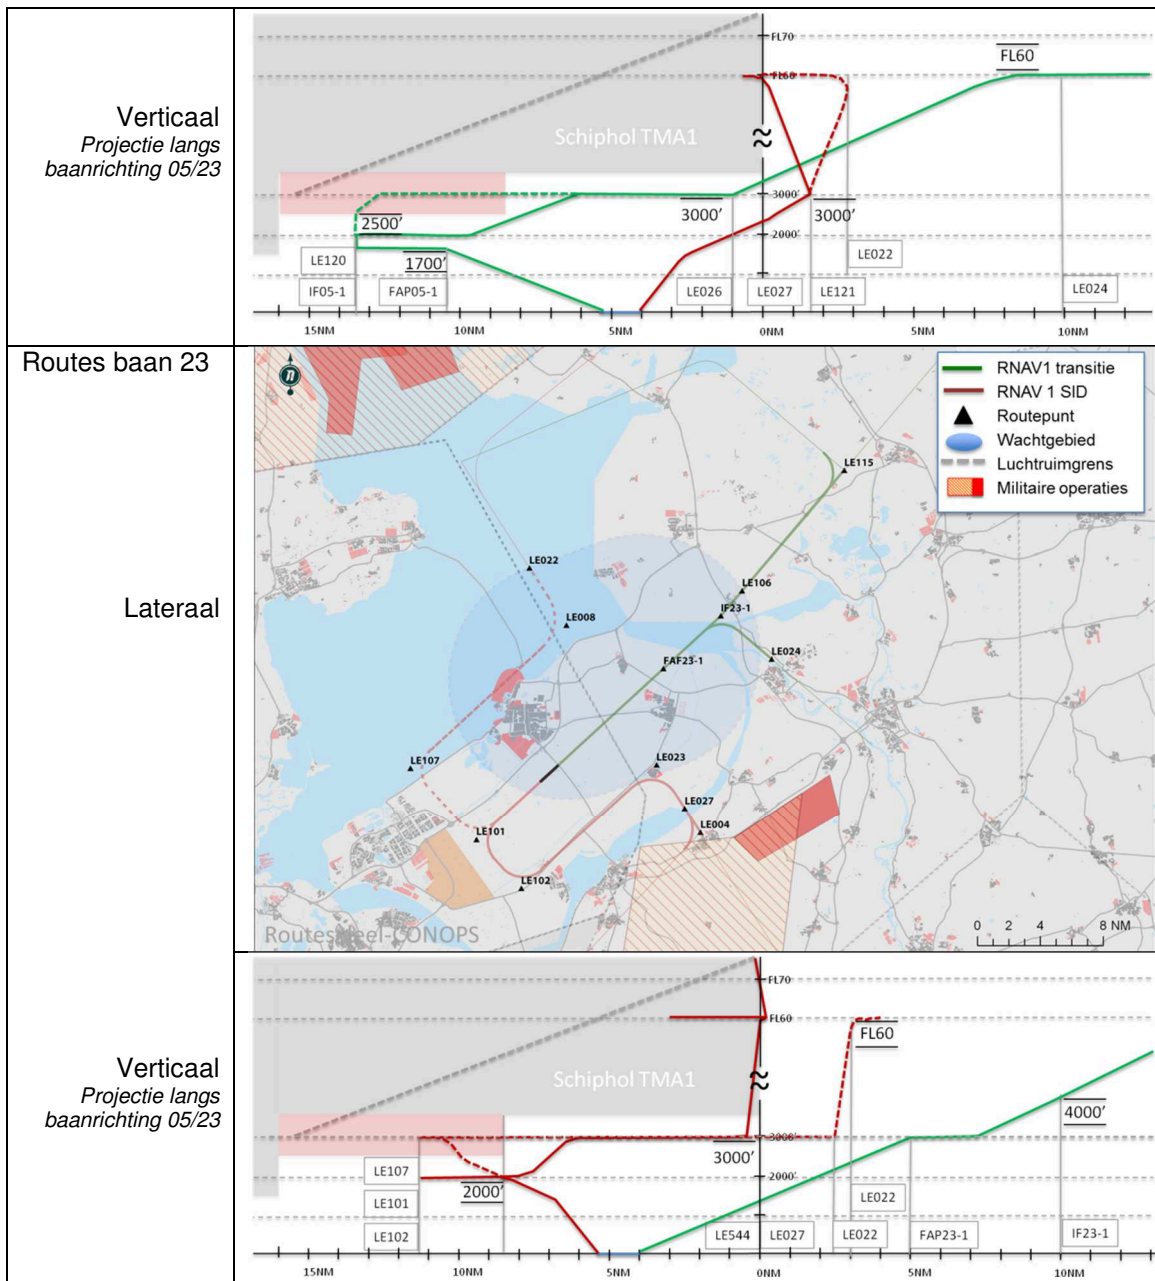 Verticaal
Projectie langs
baanrichting 05/23
FL70
FL60
FL60
Schiphol TMA1
3000'
2000'
2500'
1700'
3000'
3000'
LE120
IF05-1
FAP05-1
LE026
LE027
LE121
LE022
LE024
15NM
10NM
5NM
0NM
5NM
10NM
Routes baan 23
Lateraal
n
RNAV1 transitie
RNAV 1 SID
Routepunt
Wachtgebied
Luchtruimgrens
Militaire operaties
LE115
LE022
LE106
IF23-1
LE008
LE024
FAF23-1
LE023
LE107
LE027
LE101
LE004
LE102
0 2 4 8 NM
Verticaal
Projectie langs
baanrichting 05/23
FL70
FL60
FL60
Schiphol TMA1
4000'
3000'
3000'
2000'
2000'
LE107
LE101
LE102
LE022
LE544
LE027
LE022
FAP23-1
IF23-1
15NM
10NM
5NM
0NM
5NM
10NM